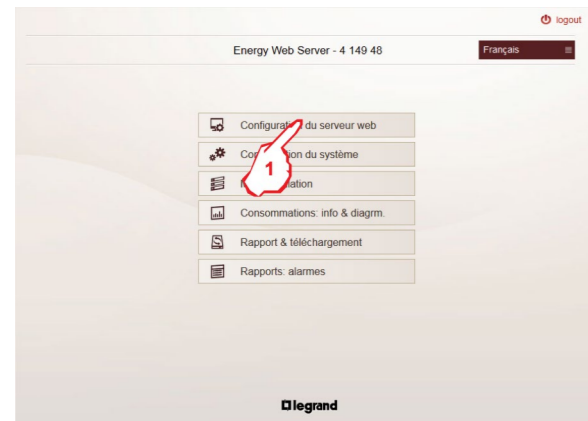 logout
Energy Web Server - 4 149 48
Français
Configuration du serveur web
du système
1
Consommations: info & diagrm.
Rapport & téléchargement
Rapports: alarmes
legrand